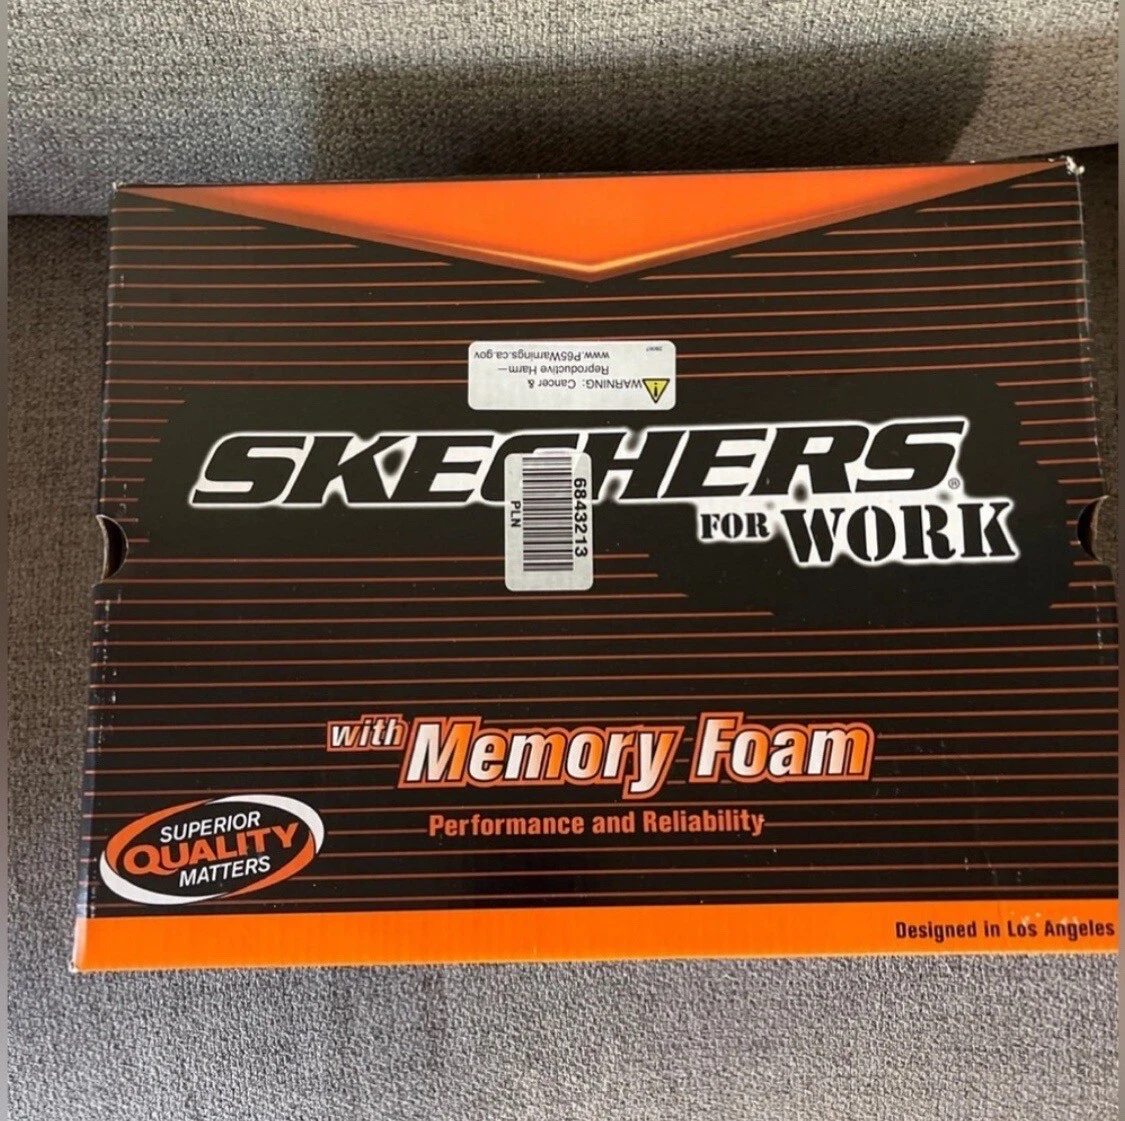 WARNING: Cancer &
Reproductive Harm—
www.P65Warnings.ca.gov
SKECHERS®
FOR WORK
6843213
PLN
with Memory Foam
Performance and Reliability
SUPERIOR
QUALITY
MATTERS
Designed in Los Angeles